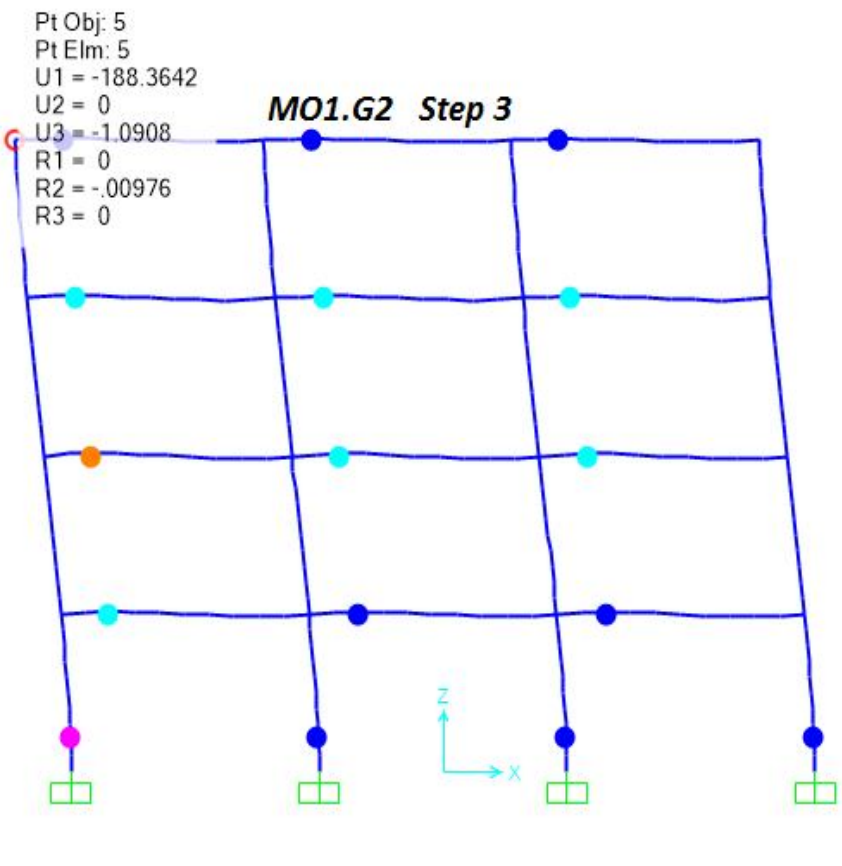 Pt Obj: 5
Pt Elm: 5
U1 = -188.3642
U2 = 0
U3 = -1.0908
R1 = 0
R2 = -.00976
R3 = 0
MO1.G2 Step 3
Z
X